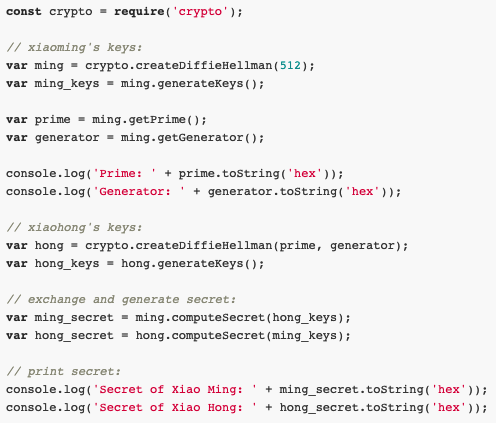 const crypto = require('crypto');
// xiaoming's keys:
var ming = crypto.createDiffieHellman(512);
var ming_keys = ming.generateKeys();
var prime = ming.getPrime();
var generator = ming.getGenerator();
console.log('Prime: ' + prime.toString('hex'));
console.log('Generator: ' + generator.toString('hex'));
// xiaohong's keys:
var hong = crypto.createDiffieHellman(prime, generator);
var hong_keys = hong.generateKeys();
// exchange and generate secret:
var ming_secret = ming.computeSecret(hong_keys);
var hong_secret = hong.computeSecret(ming_keys);
// print secret:
console.log('Secret of Xiao Ming: ' + ming_secret.toString('hex'));
console.log('Secret of Xiao Hong: ' + hong_secret.toString('hex'));